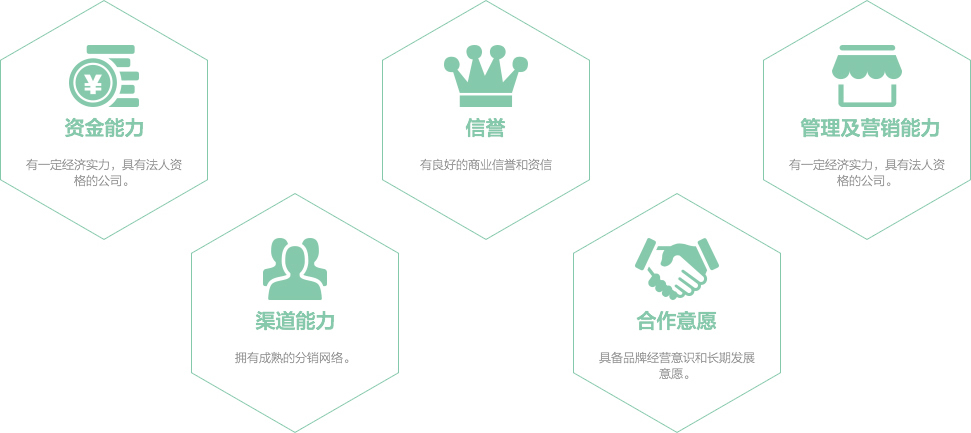 资金能力
有一定经济实力，具有法人资
格的公司。
信誉
有良好的商业信誉和资信
管理及营销能力
有一定经济实力，具有法人资
格的公司。
渠道能力
拥有成熟的分销网络。
合作意愿
具备品牌经营意识和长期发展
意愿。